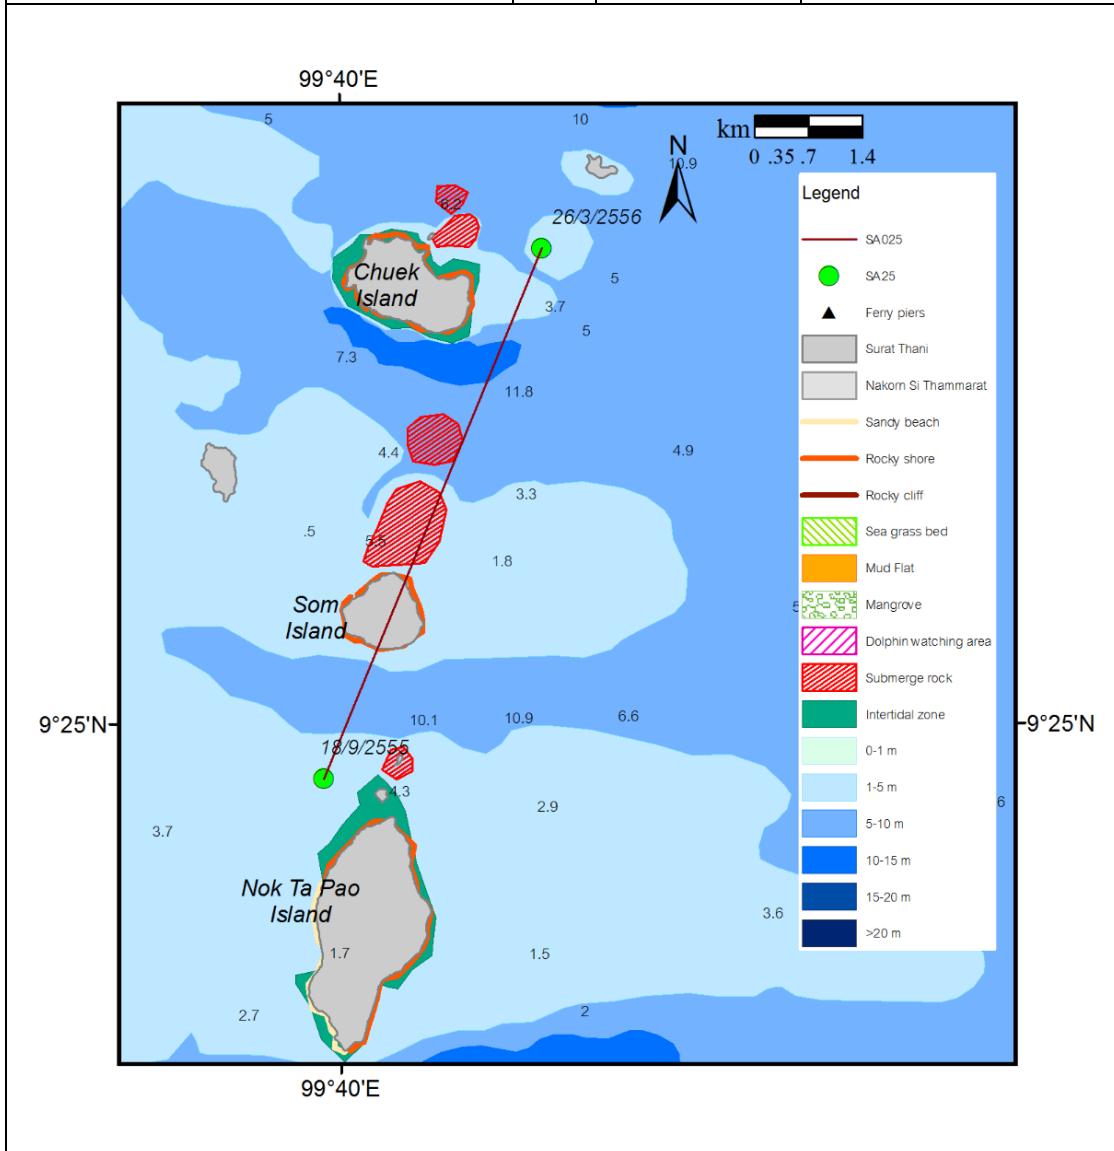 99°40'E
5
10
km
0 .35 .7 1.4
N
10.9
Legend
6.2
26/3/2556
SA025
SA25
Chuek
Island
5
3.7
Ferry piers
5
7.3
Surat Thani
11.8
Nakorn Si Thammarat
Sandy beach
4.4
4.9
Rocky shore
3.3
Rocky cliff
.5
5.5
Sea grass bed
1.8
Mud Flat
Som
Island
5
Mangrove
Dolphin watching area
Submerge rock
9°25'N
10.1
10.9
6.6
Intertidal zone
9°25'N
18/9/2555
0-1 m
4.3
1-5 m
2.9
6
3.7
5-10 m
10-15 m
Nok Ta Pao
Island
15-20 m
3.6
>20 m
1.7
1.5
2.7
2
99°40'E